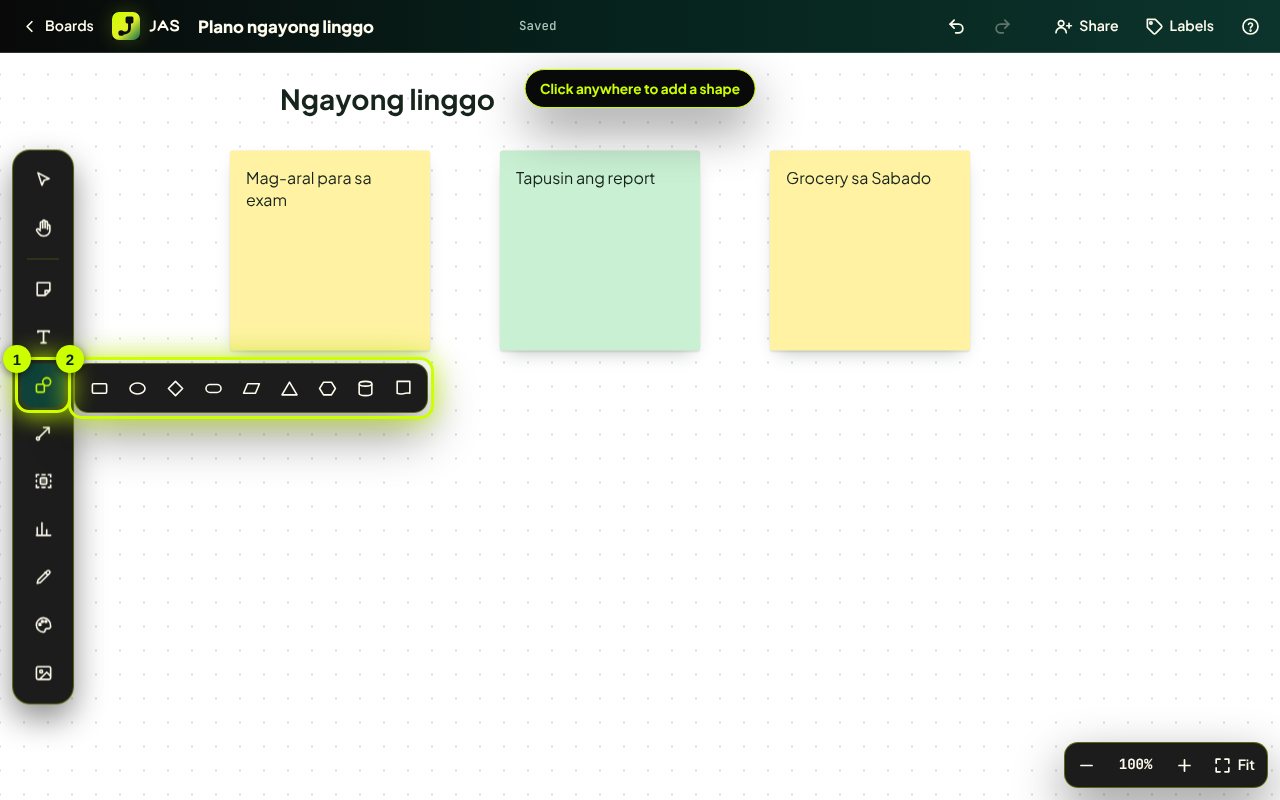 Boards
JAS
Plano ngayong linggo
Saved
Share
Labels
Ngayong linggo
Click anywhere to add a shape
Mag-aral para sa
exam
Tapusin ang report
Grocery sa Sabado
1
2
100%
Fit